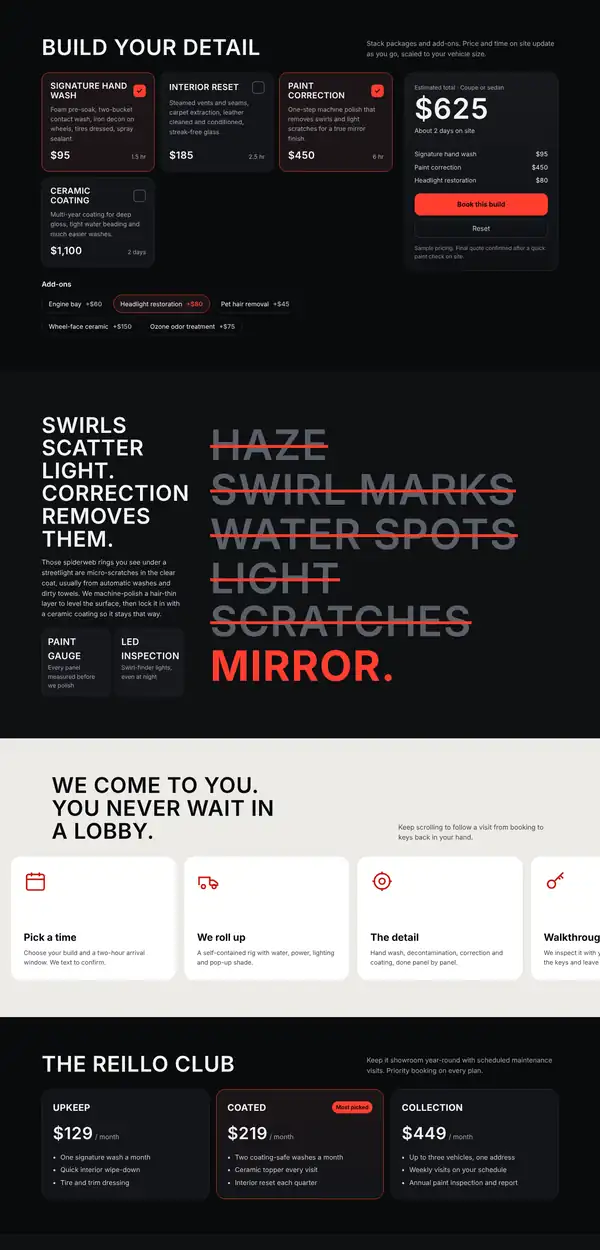 BUILD YOUR DETAIL
Stack packages and add-ons. Price and time on site update
as you go, scaled to your vehicle size.
SIGNATURE HAND
WASH
Foam pre-soak, two-bucket
contact wash, iron decon on
wheels, tires dressed, spray
sealant.
$95
1.5 hr
INTERIOR RESET
Steamed vents and seams,
carpet extraction, leather
cleaned and conditioned,
streak-free glass.
$185
2.5 hr
PAINT
CORRECTION
One-step machine polish that
removes swirls and light
scratches for a true mirror
finish.
$450
6 hr
CERAMIC
COATING
Multi-year coating for deep
gloss, tight water beading and
much easier washes.
$1,100
2 days
Add-ons
Engine bay +$60
Headlight restoration +$80
Pet hair removal +$45
Wheel-face ceramic +$150
Ozone odor treatment +$75
Estimated total · Coupe or sedan
$625
About 2 days on site
Signature hand wash $95
Paint correction $450
Headlight restoration $80
Book this build
Reset
Sample pricing. Final quote confirmed after a quick
paint check on site.
SWIRLS
SCATTER
LIGHT.
CORRECTION
REMOVES
THEM.
Those spiderweb rings you see under a
streetlight are micro-scratches in the clear
coat, usually from automatic washes and
dirty towels. We machine-polish a hair-thin
layer to level the surface, then lock it in with
a ceramic coating so it stays that way.
PAINT
GAUGE
Every panel
measured before
we polish
LED
INSPECTION
Swirl-finder lights,
even at night
HAZE
SWIRL MARKS
WATER SPOTS
LIGHT
SCRATCHES
MIRROR.
WE COME TO YOU.
YOU NEVER WAIT IN
A LOBBY.
Keep scrolling to follow a visit from booking to
keys back in your hand.
Pick a time
Choose your build and a two-hour arrival
window. We text to confirm.
We roll up
A self-contained rig with water, power, lighting
and pop-up shade.
The detail
Hand wash, decontamination, correction and
coating, done panel by panel.
Walkthroug
We inspect it with y
the keys and leave
THE REILLO CLUB
Keep it showroom year-round with scheduled maintenance
visits. Priority booking on every plan.
UPKEEP
$129 / month
• One signature wash a month
• Quick interior wipe-down
• Tire and trim dressing
COATED
Most picked
$219 / month
• Two coating-safe washes a month
• Ceramic topper every visit
• Interior reset each quarter
COLLECTION
$449 / month
• Up to three vehicles, one address
• Weekly visits on your schedule
• Annual paint inspection and report